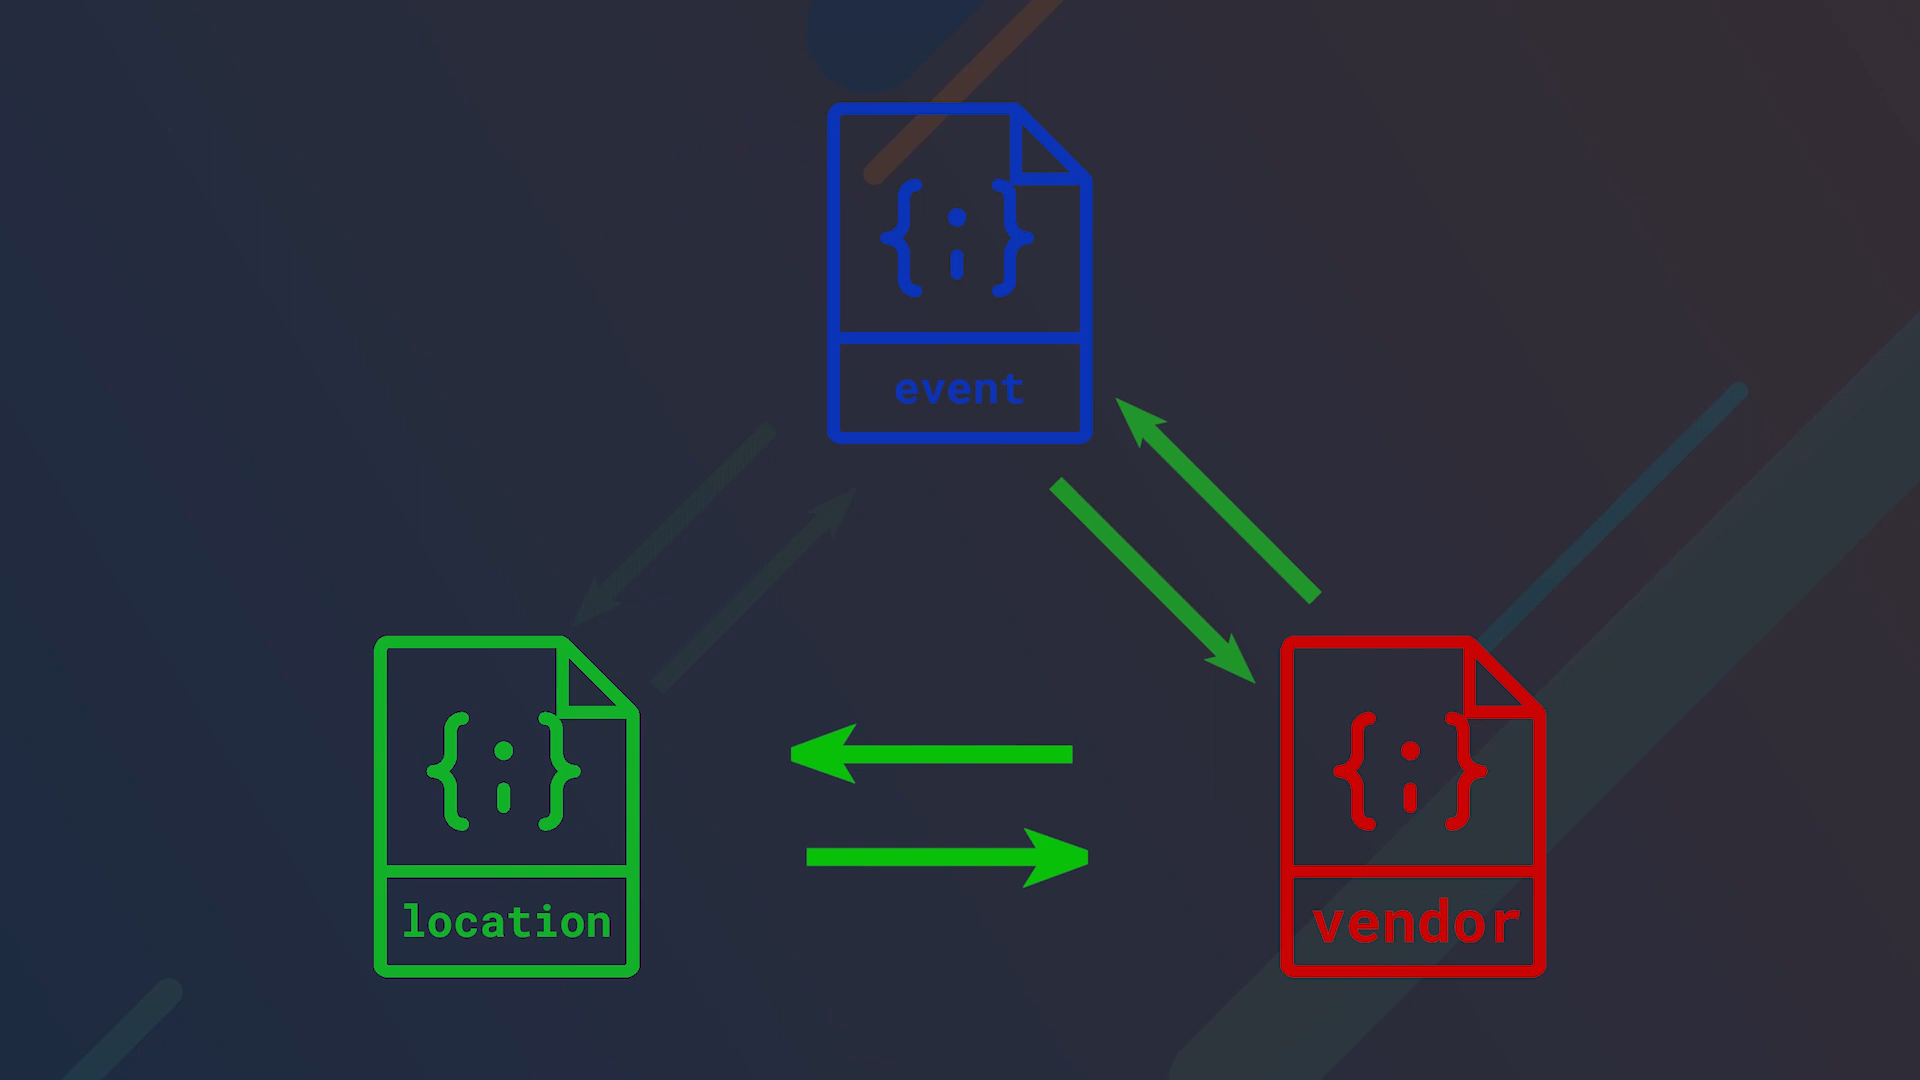 {;}
event
{;}
location
{;}
vendor